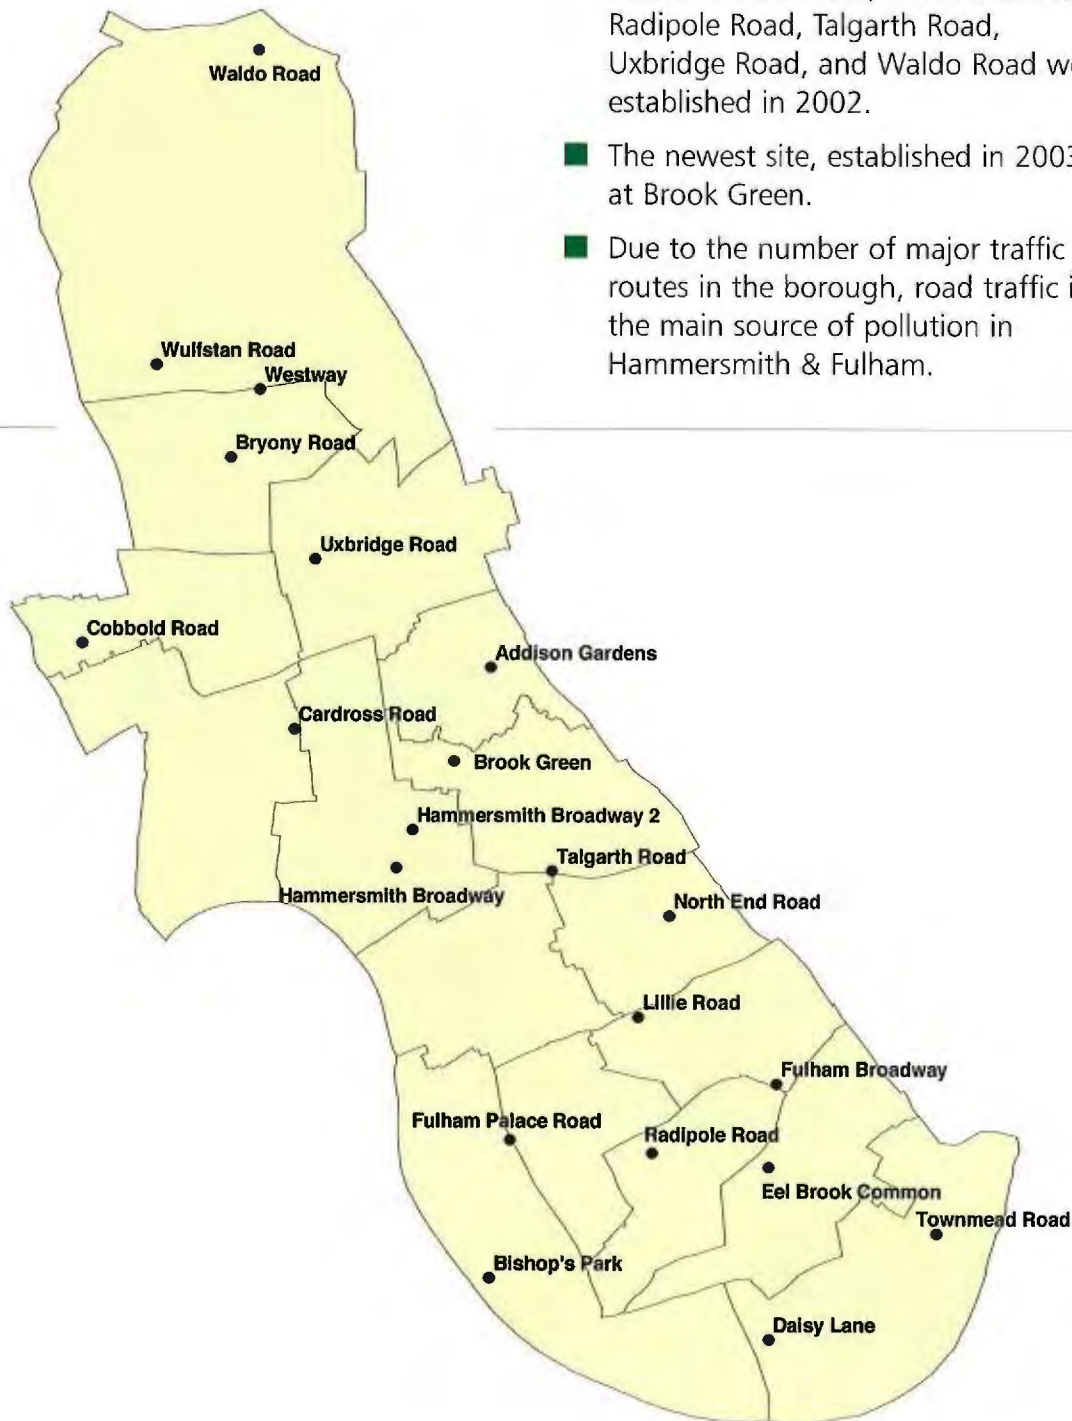 Radipole Road, Talgarth Road,
Uxbridge Road, and Waldo Road
established in 2002.
■ The newest site, established in 2003
at Brook Green.
■ Due to the number of major traffic
routes in the borough, road traffic
the main source of pollution in
Hammersmith & Fulham.
Waldo Road
Wulfstan Road
Westway
Bryony Road
Uxbridge Road
Cobbold Road
Addison Gardens
Cardross Road
Brook Green
Hammersmith Broadway 2
Talgarth Road
Hammersmith Broadway
North End Road
Lillie Road
Fulham Broadway
Fulham Palace Road
Radipole Road
Eel Brook Common
Townmead Road
Bishop's Park
Daisy Lane